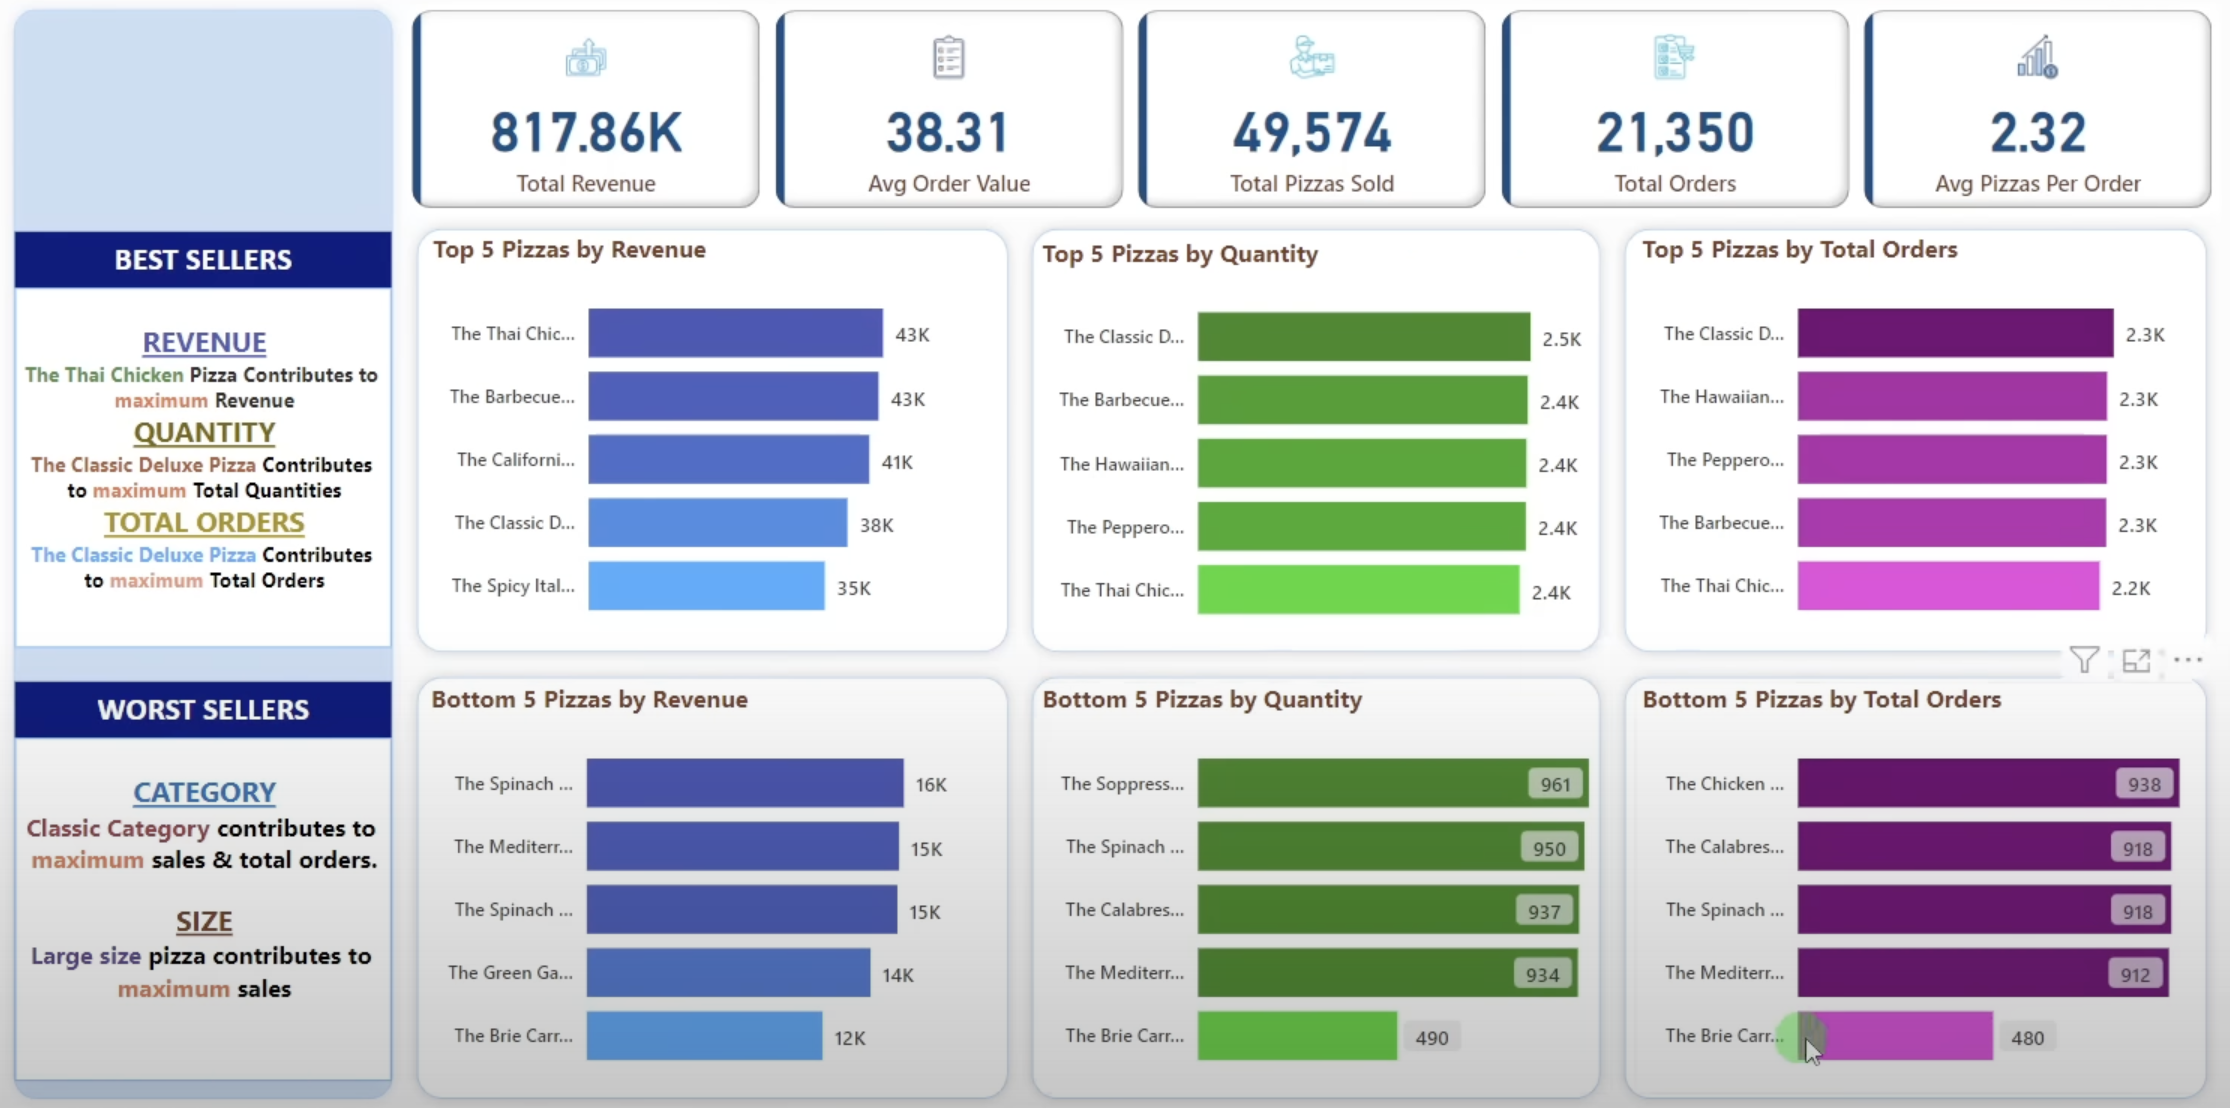 817.86K
Total Revenue
38.31
Avg Order Value
49,574
Total Pizzas Sold
21,350
Total Orders
2.32
Avg Pizzas Per Order
BEST SELLERS
REVENUE
The Thai Chicken Pizza Contributes to
maximum Revenue
QUANTITY
The Classic Deluxe Pizza Contributes
to maximum Total Quantities
TOTAL ORDERS
The Classic Deluxe Pizza Contributes
to maximum Total Orders
WORST SELLERS
CATEGORY
Classic Category contributes to
maximum sales & total orders.
SIZE
Large size pizza contributes to
maximum sales
Top 5 Pizzas by Revenue
The Thai Chic... 43K
The Barbecue... 43K
The Californi... 41K
The Classic D... 38K
The Spicy Ital... 35K
Top 5 Pizzas by Quantity
The Classic D... 2.5K
The Barbecue... 2.4K
The Hawaiian... 2.4K
The Peppero... 2.4K
The Thai Chic... 2.4K
Top 5 Pizzas by Total Orders
The Classic D... 2.3K
The Hawaiian... 2.3K
The Peppero... 2.3K
The Barbecue... 2.3K
The Thai Chic... 2.2K
Bottom 5 Pizzas by Revenue
The Spinach ... 16K
The Mediterr... 15K
The Spinach ... 15K
The Green Ga... 14K
The Brie Carr... 12K
Bottom 5 Pizzas by Quantity
The Soppress... 961
The Spinach ... 950
The Calabres... 937
The Mediterr... 934
The Brie Carr... 490
Bottom 5 Pizzas by Total Orders
The Chicken ... 938
The Calabres... 918
The Spinach ... 918
The Mediterr... 912
The Brie Carr... 480